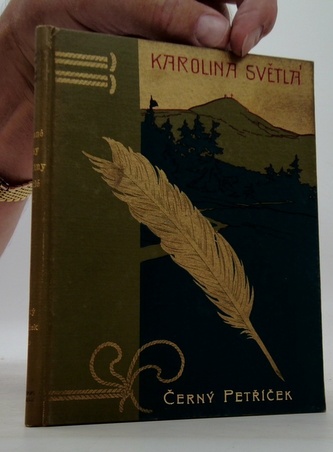 KAROLINA SVĚTLÁ
ČERNÝ PETŘÍČEK